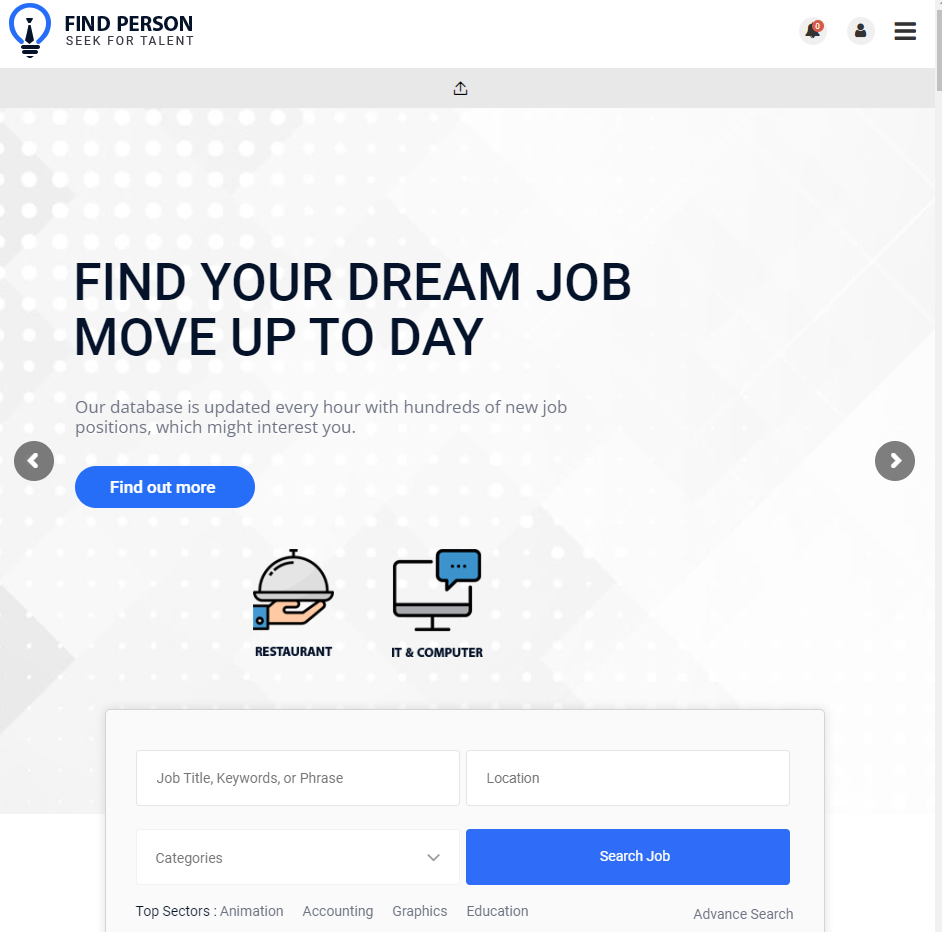 FIND PERSON
SEEK FOR TALENT
0
FIND YOUR DREAM JOB
MOVE UP TO DAY
Our database is updated every hour with hundreds of new job
positions, which might interest you.
Find out more
RESTAURANT
IT & COMPUTER
Job Title, Keywords, or Phrase
Location
Categories
Search Job
Top Sectors : Animation Accounting Graphics Education
Advance Search